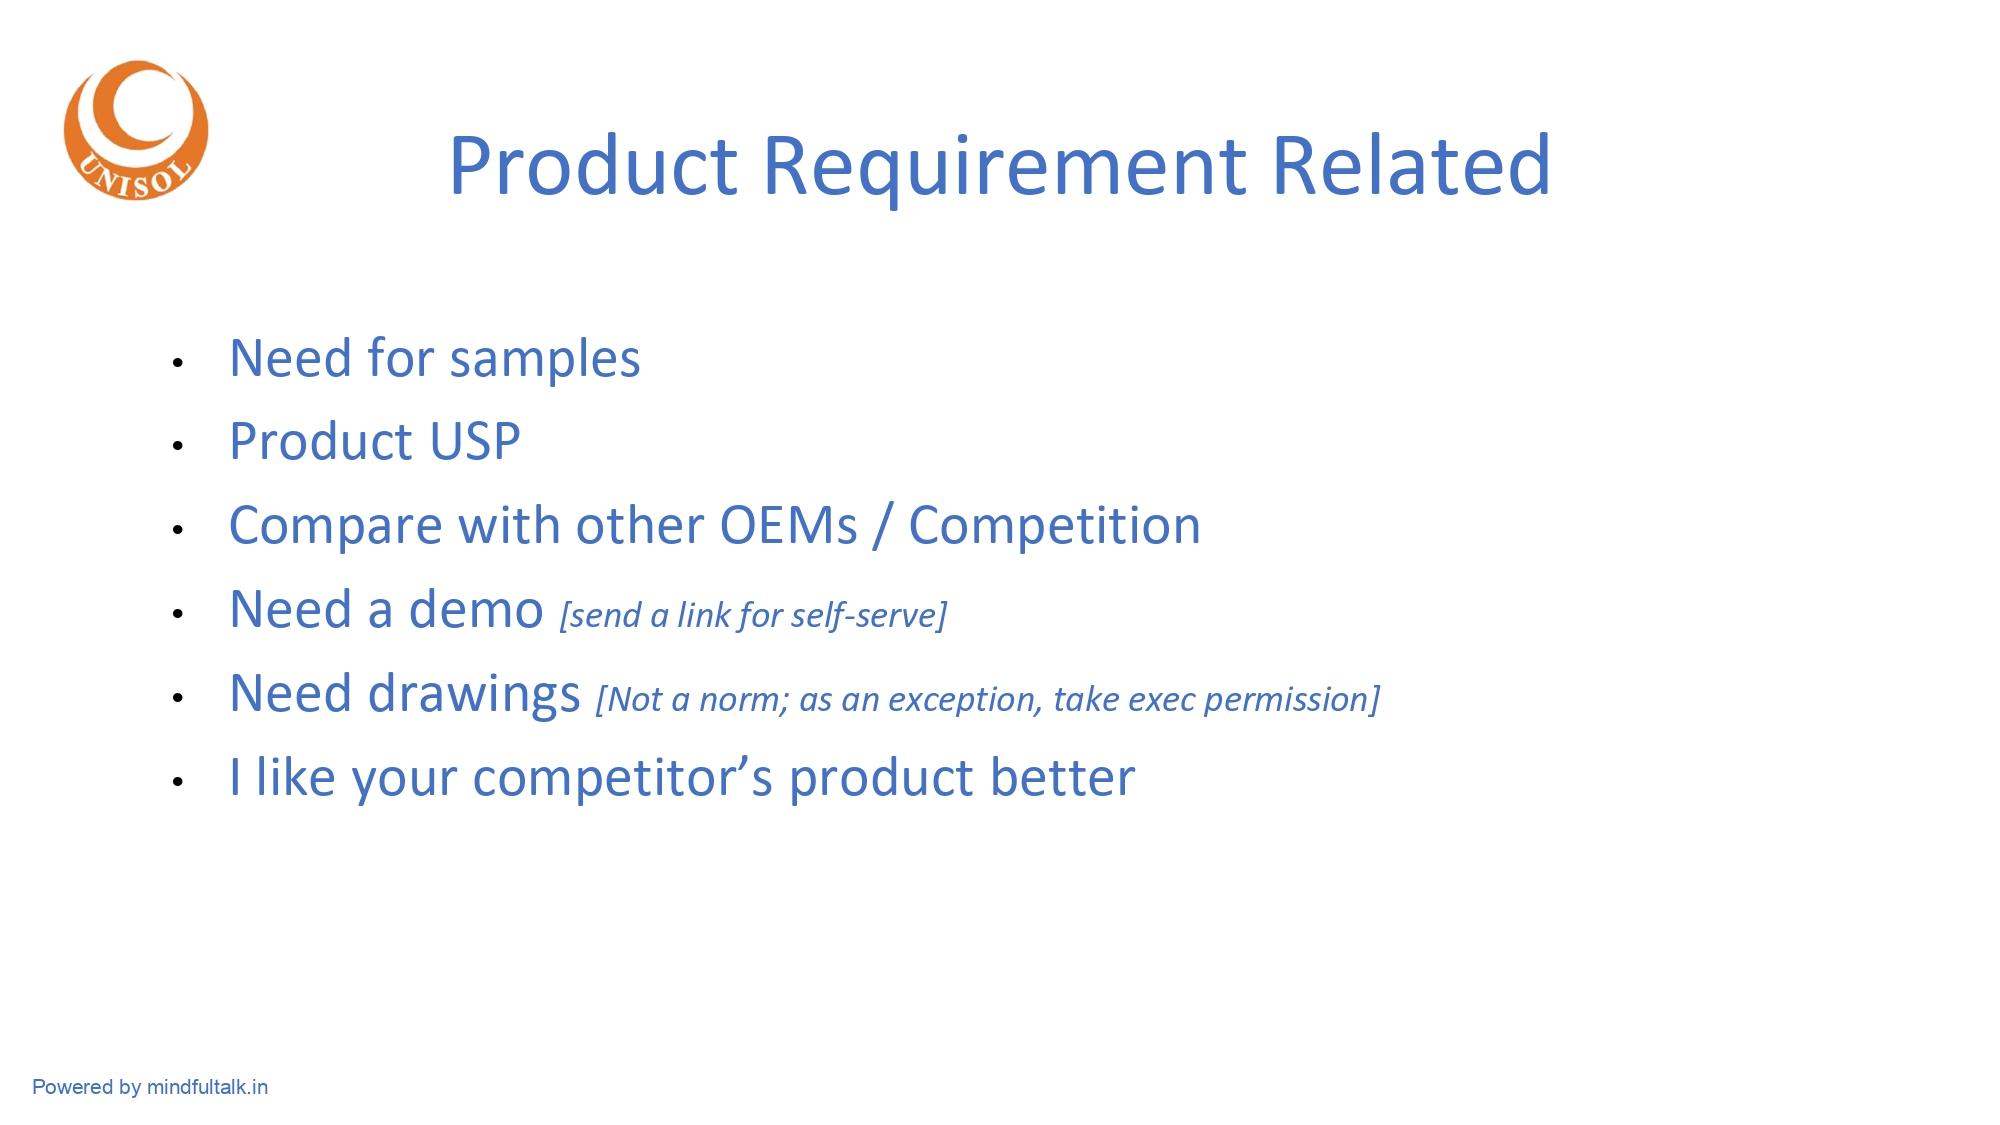 UNISOL
Product Requirement Related
• Need for samples
• Product USP
• Compare with other OEMs / Competition
• Need a demo [send a link for self-serve]
• Need drawings [Not a norm; as an exception, take exec permission]
• I like your competitor’s product better
Powered by mindfultalk.in